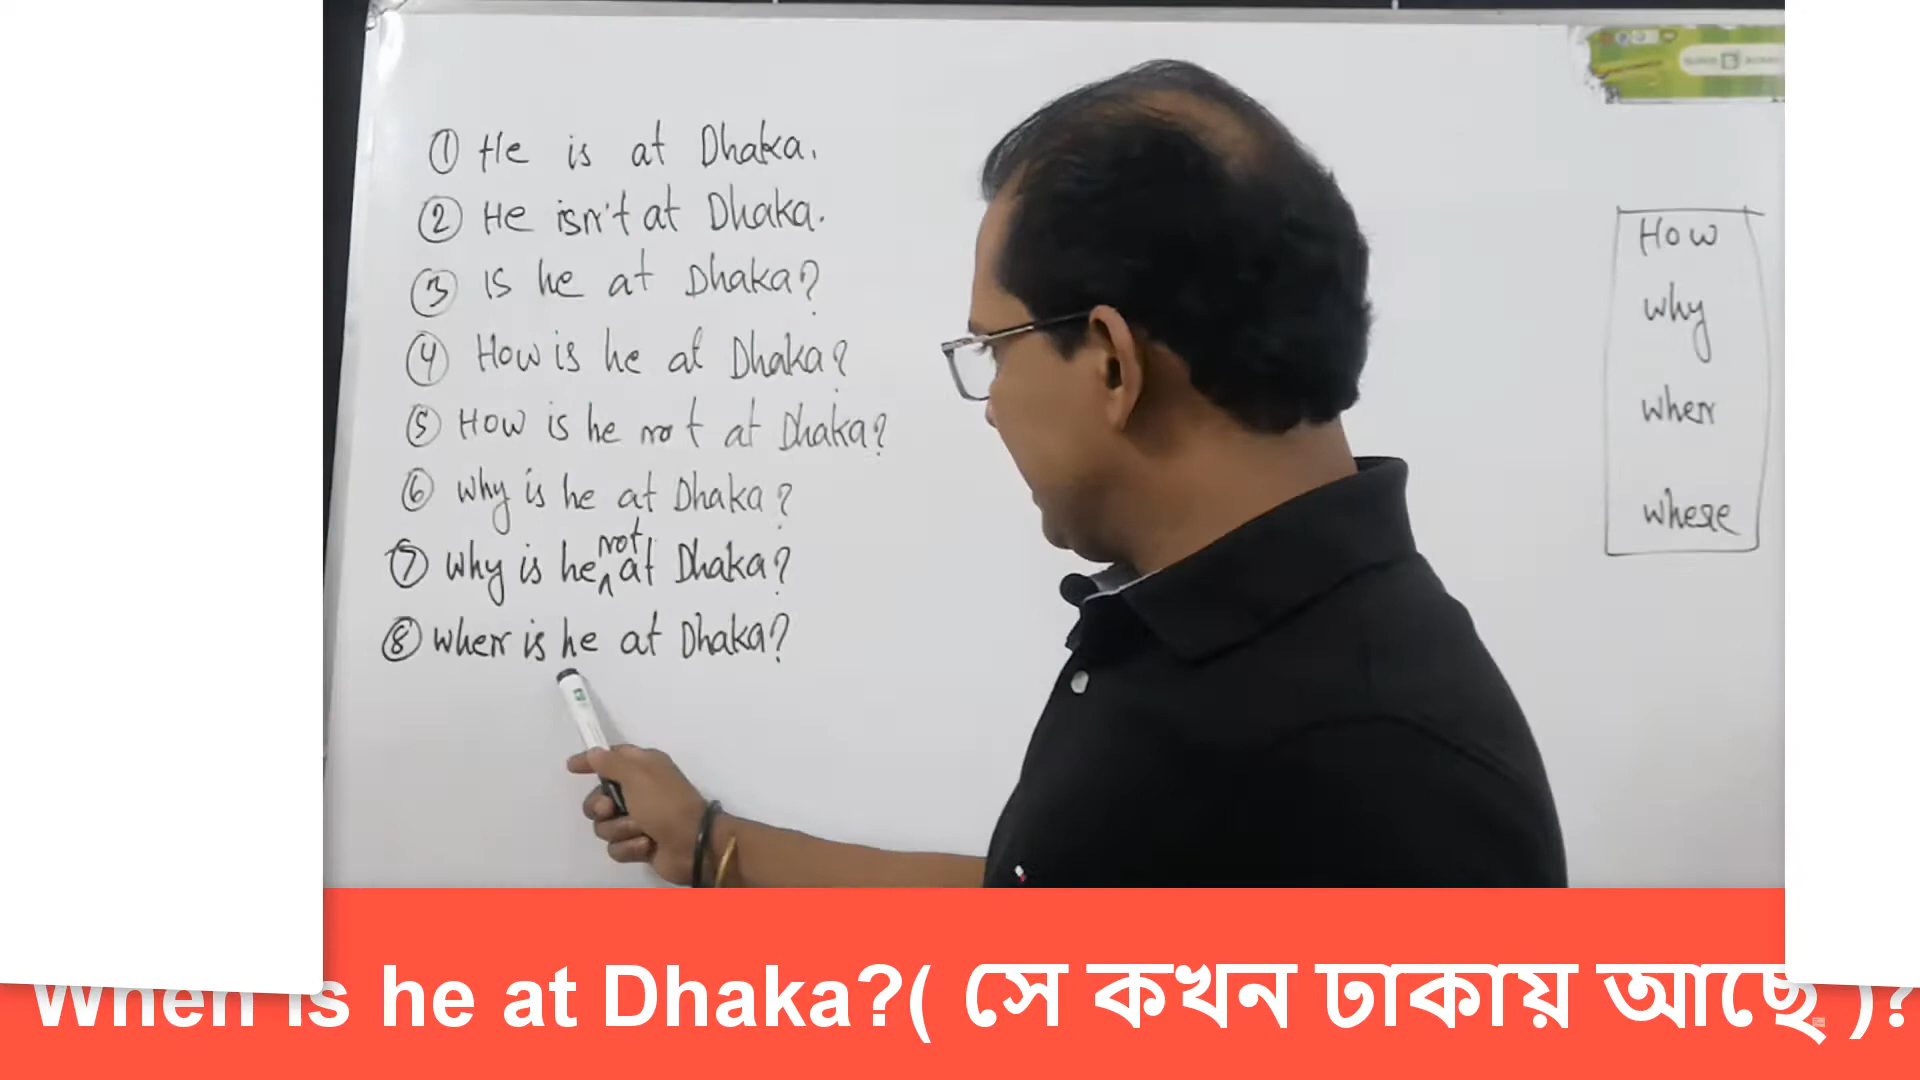 ① He is at Dhaka.
② He isn't at Dhaka.
③ Is he at Dhaka?
④ How is he at Dhaka?
⑤ How is he not at Dhaka?
⑥ Why is he at Dhaka?
⑦ Why is he not at Dhaka?
⑧ When is he at Dhaka?
How
Why
When
Where
When is he at Dhaka?( সে কখন ঢাকায় আছে )?